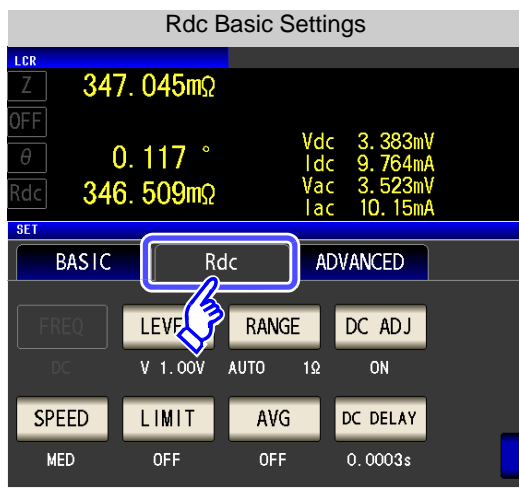 Rdc Basic Settings
LCR
Z 347.045mΩ
OFF
Vdc 3.383mV
θ 0.117 ° Idc 9.764mA
Vac 3.523mV
Rdc 346.509mΩ
Iac 10.15mA
SET
BASIC Rdc ADVANCED
FREQ LEVEL RANGE DC ADJ
DC V 1.00V AUTO 1Ω ON
SPEED LIMIT AVG DC DELAY
MED OFF OFF 0.0003s